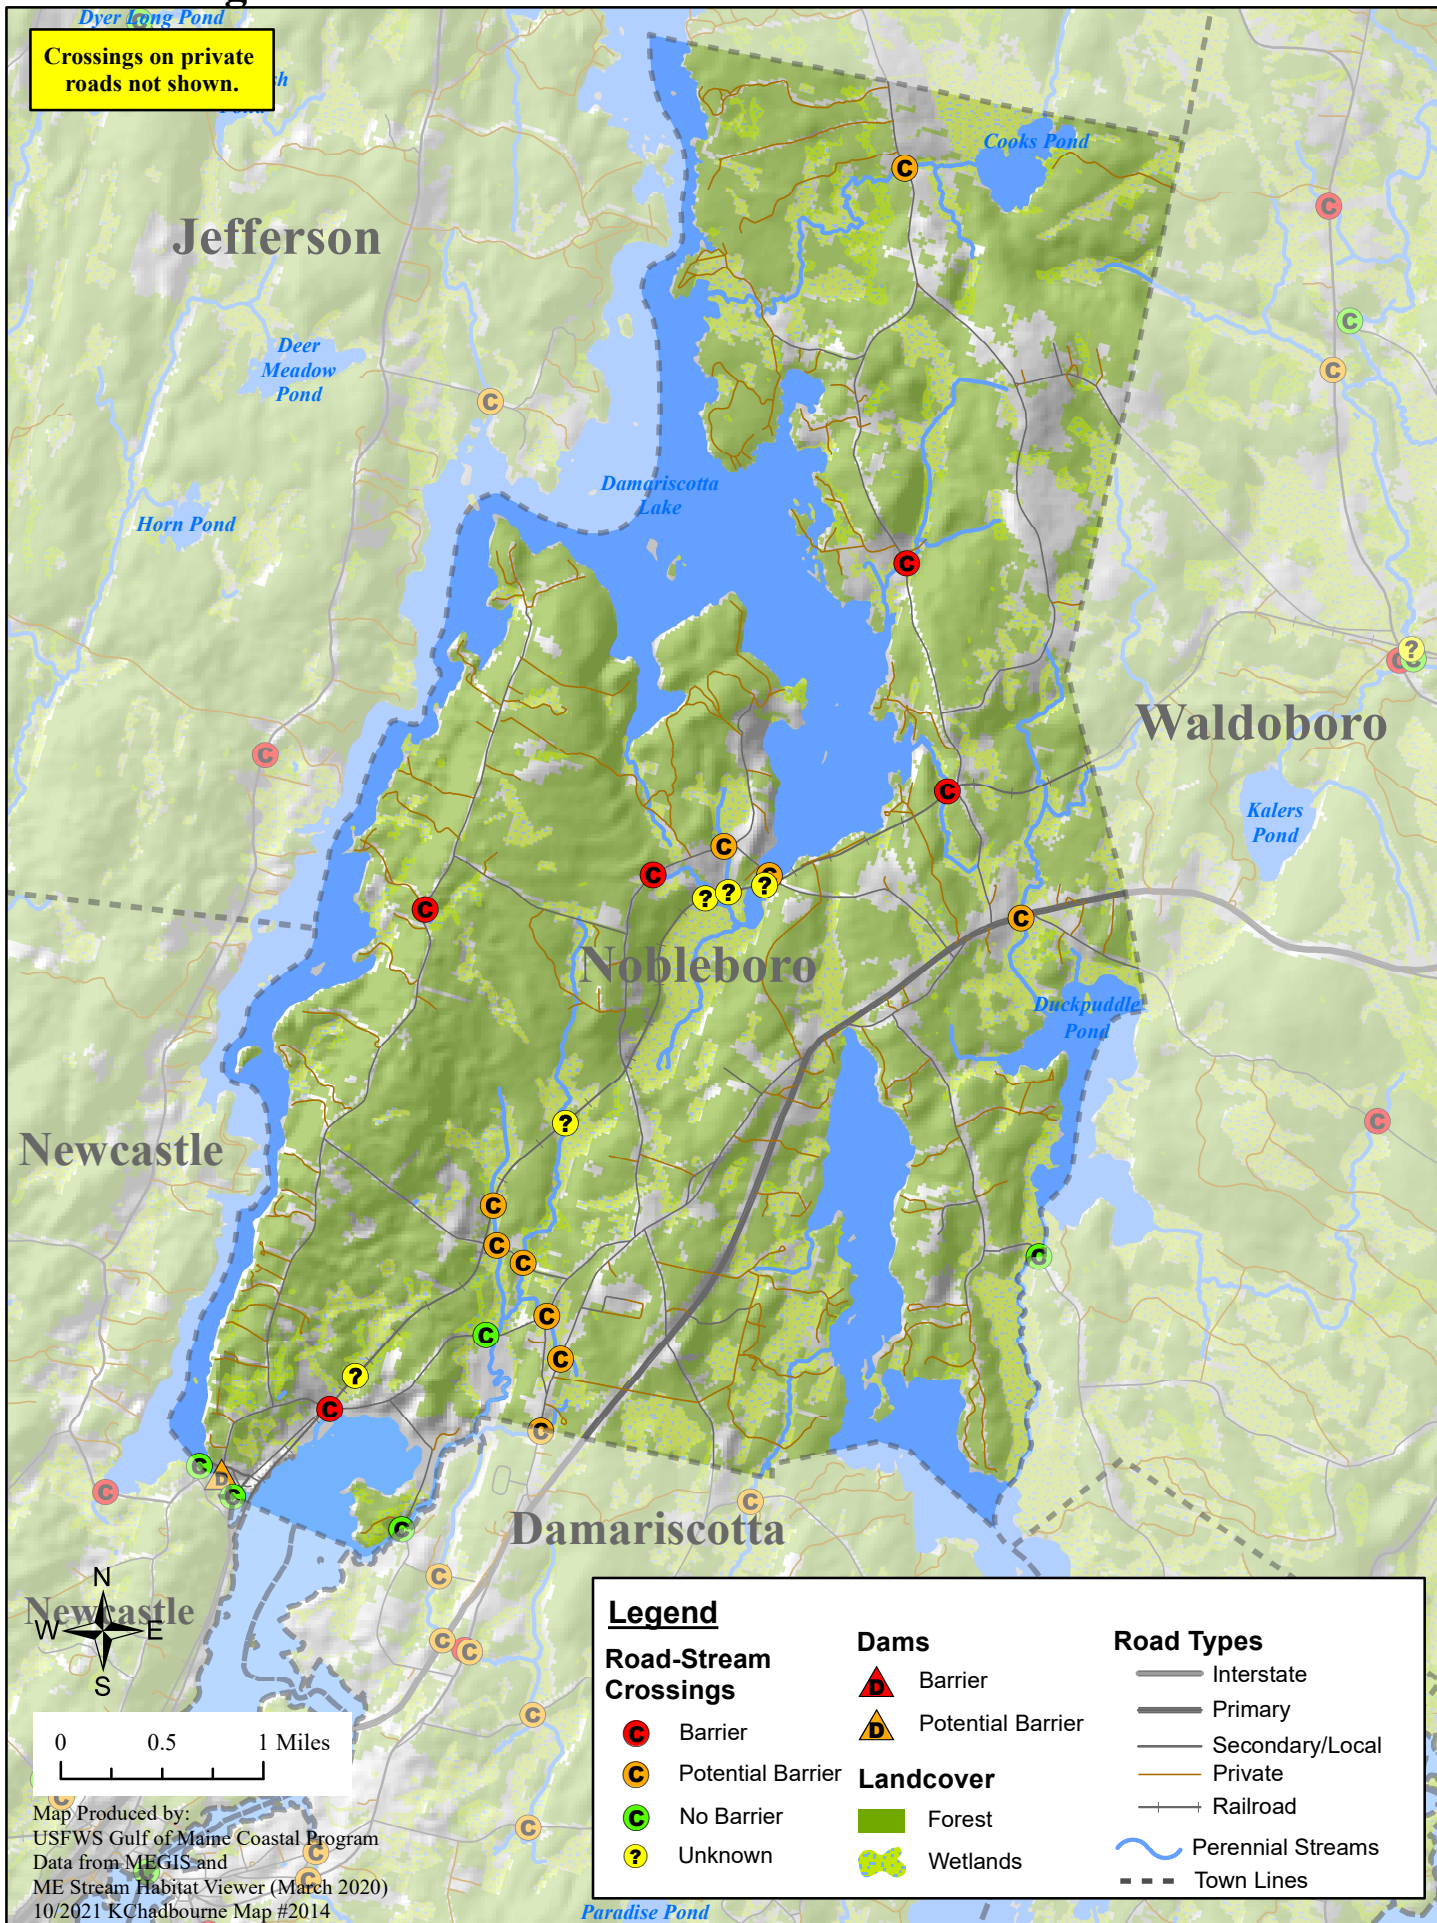 Dyer Long Pond
Crossings on private
roads not shown.
Cooks Pond
Jefferson
Deer
Meadow
Pond
Damariscotta
Lake
Horn Pond
Waldoboro
Kalers
Pond
Nobleboro
Duckpuddle
Pond
Newcastle
Damariscotta
N
W E
S
Newcastle
0 0.5 1 Miles
Map Produced by:
USFWS Gulf of Maine Coastal Program
Data from MEGIS and
ME Stream Habitat Viewer (March 2020)
10/2021 KChadbourne Map #2014
Paradise Pond
Legend
Road-Stream
Crossings
C Barrier
C Potential Barrier
C No Barrier
? Unknown
Dams
D Barrier
D Potential Barrier
Landcover
Forest
Wetlands
Road Types
Interstate
Primary
Secondary/Local
Private
Railroad
Perennial Streams
Town Lines